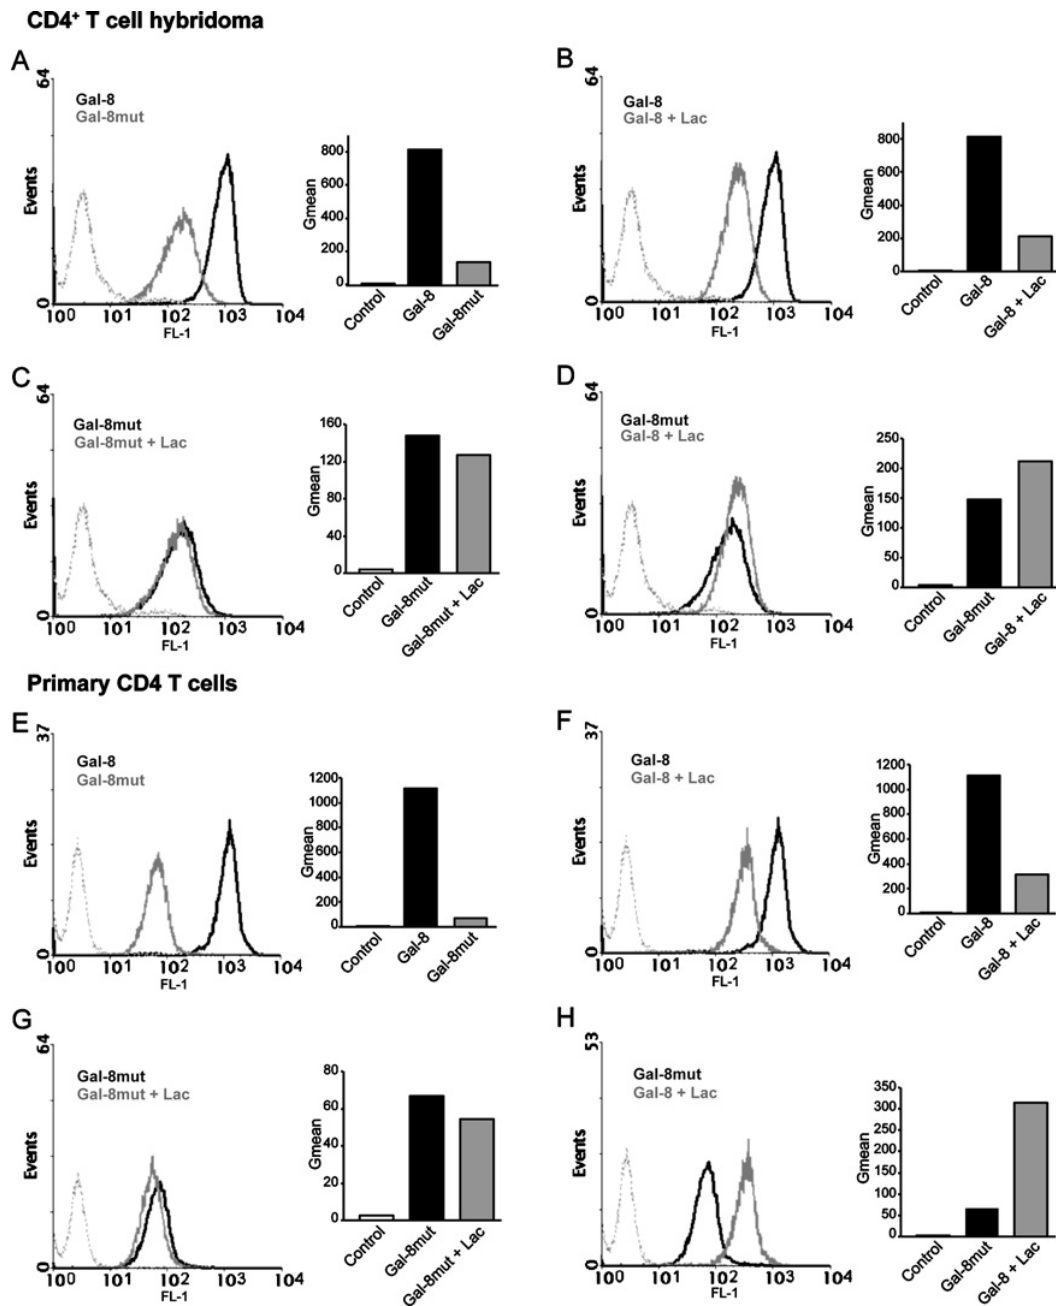 CD4⁺ T cell hybridoma
A
64
Events
0
Gal-8
Gal-8mut
10⁰ 10¹ 10² 10³ 10⁴
FL-1
Gmean
800
600
400
200
0
Control Gal-8 Gal-8mut
B
64
Events
0
Gal-8
Gal-8 + Lac
10⁰ 10¹ 10² 10³ 10⁴
FL-1
Gmean
800
600
400
200
0
Control Gal-8 Gal-8 + Lac
C
64
Events
0
Gal-8mut
Gal-8mut + Lac
10⁰ 10¹ 10² 10³ 10⁴
FL-1
Gmean
160
120
80
40
0
Control Gal-8mut Gal-8mut + Lac
D
64
Events
0
Gal-8mut
Gal-8 + Lac
10⁰ 10¹ 10² 10³ 10⁴
FL-1
Gmean
250
200
150
100
50
0
Control Gal-8mut Gal-8 + Lac
Primary CD4 T cells
E
37
Events
0
Gal-8
Gal-8mut
10⁰ 10¹ 10² 10³ 10⁴
FL-1
Gmean
1200
1000
800
600
400
200
0
Control Gal-8 Gal-8mut
F
37
Events
0
Gal-8
Gal-8 + Lac
10⁰ 10¹ 10² 10³ 10⁴
FL-1
Gmean
1200
1000
800
600
400
200
0
Control Gal-8 Gal-8 + Lac
G
64
Events
0
Gal-8mut
Gal-8mut + Lac
10⁰ 10¹ 10² 10³ 10⁴
FL-1
Gmean
80
60
40
20
0
Control Gal-8mut Gal-8mut + Lac
H
53
Events
0
Gal-8mut
Gal-8 + Lac
10⁰ 10¹ 10² 10³ 10⁴
FL-1
Gmean
350
300
250
200
150
100
50
0
Control Gal-8mut Gal-8 + Lac